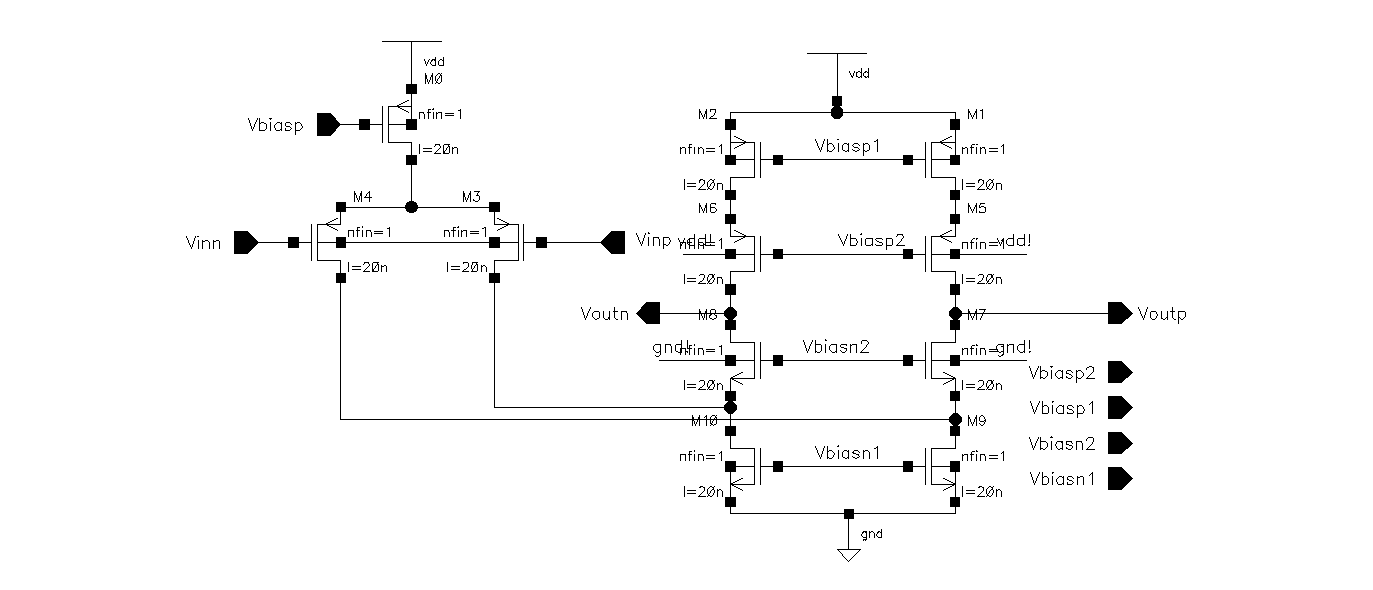 vdd
M0
Vbiasp
nfin=1
l=20n
M4 M3
Vinn nfin=1 nfin=1 Vinp
l=20n l=20n
vdd
M2 M1
nfin=1 Vbiasp1 nfin=1
l=20n l=20n
M6 M5
vdd! nfin=1 Vbiasp2 nfin=1 vdd!
l=20n l=20n
Voutn M8 M7 Voutp
gnd! nfin=1 Vbiasn2 nfin=1 gnd!
l=20n l=20n
M10 M9
nfin=1 Vbiasn1 nfin=1
l=20n l=20n
gnd
Vbiasp2
Vbiasp1
Vbiasn2
Vbiasn1